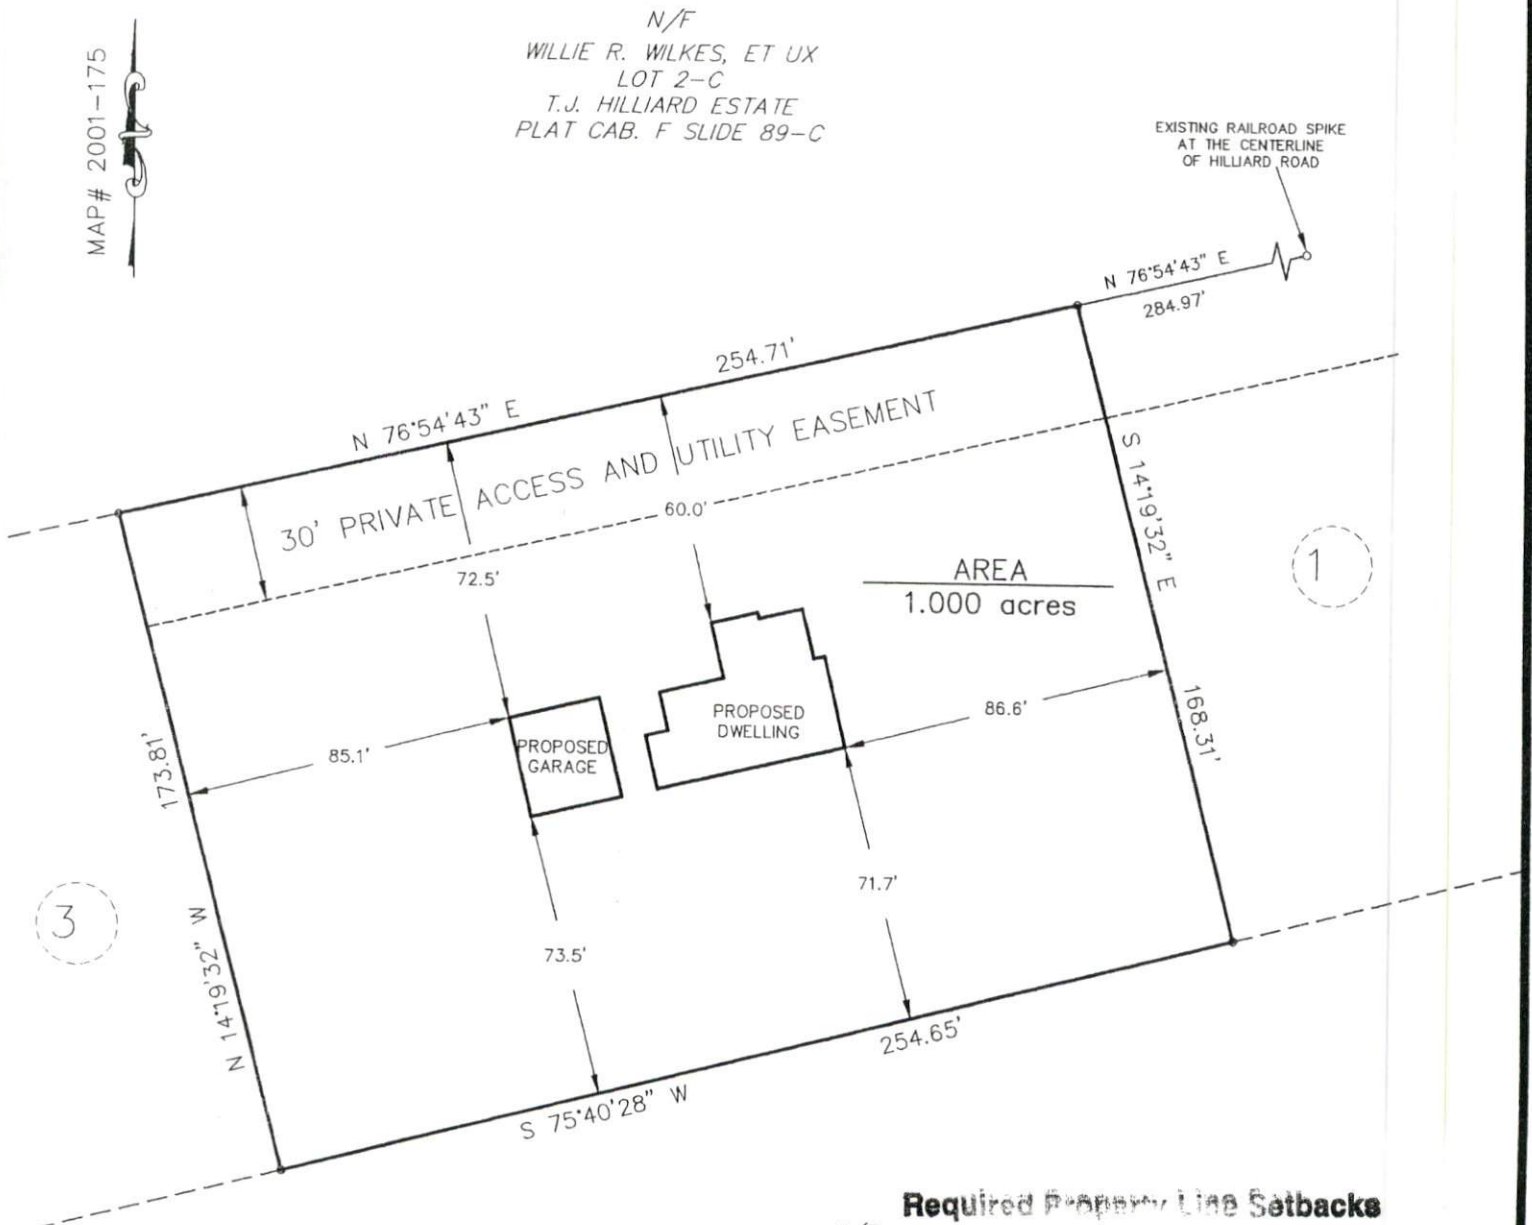 MAP# 2001-175
N/F
WILLIE R. WILKES, ET UX
LOT 2-C
T.J. HILLIARD ESTATE
PLAT CAB. F SLIDE 89-C
EXISTING RAILROAD SPIKE
AT THE CENTERLINE
OF HILLIARD ROAD
N 76°54'43" E
284.97'
254.71'
N 76°54'43" E
30' PRIVATE ACCESS AND UTILITY EASEMENT
60.0'
72.5'
S 14°19'32" E
168.31'
1
AREA
1.000 acres
PROPOSED
DWELLING
PROPOSED
GARAGE
86.6'
85.1'
173.81'
N 14°19'32" W
3
71.7'
73.5'
254.65'
S 75°40'28" W
Required Property Line Setbacks